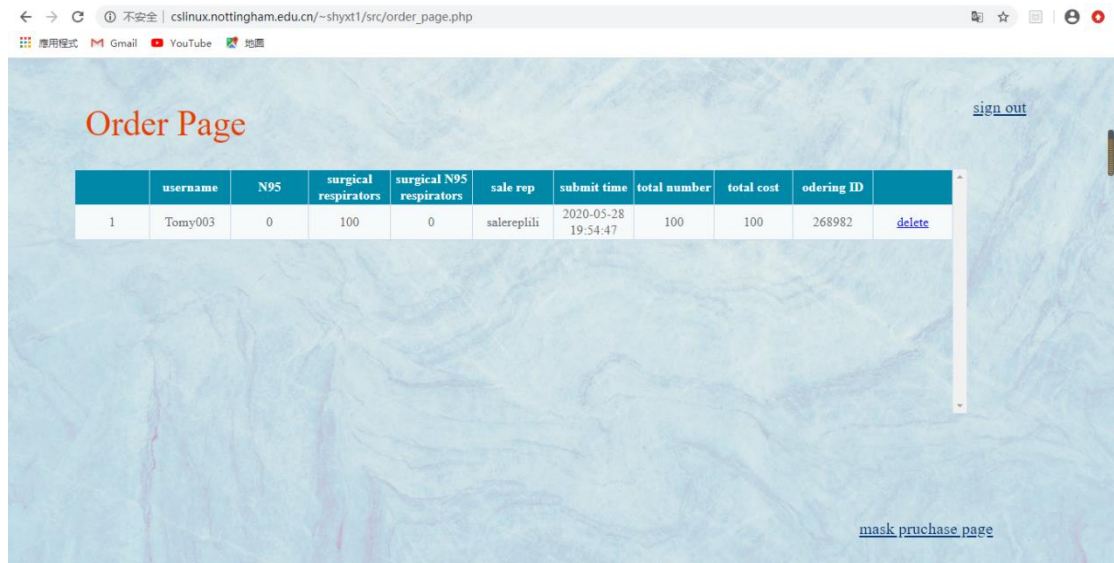 不安全 | cslinux.nottingham.edu.cn/~shyxt1/src/order_page.php
應用程式 Gmail YouTube 地圖
sign out
Order Page
username N95 surgical respirators surgical N95 respirators sale rep submit time total number total cost odering ID
1 Tomy003 0 100 0 salereplili 2020-05-28 19:54:47 100 100 268982 delete
mask pruchase page